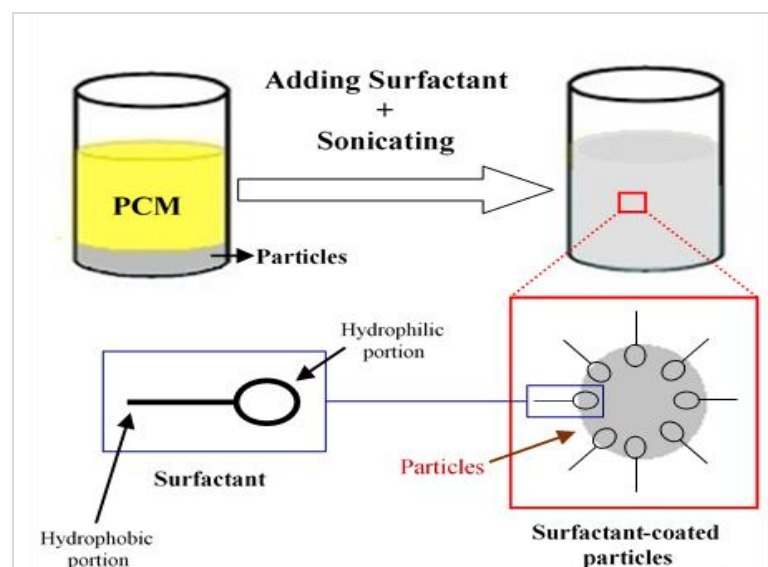 Adding Surfactant
+
Sonicating
PCM
Particles
Hydrophilic
portion
Particles
Surfactant
Hydrophobic
portion
Surfactant-coated
particles